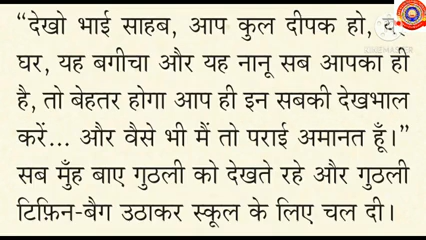 “देखो भाई साहब, आप कुल दीपक हो,
घर, यह बगीचा और यह नानू सब आपका ही
है, तो बेहतर होगा आप ही इन सबकी देखभाल
करें... और वैसे भी मैं तो पराई अमानत हूँ।”
सब मुँह बाए गुठली को देखते रहे और गुठली
टिफ़िन-बैग उठाकर स्कूल के लिए चल दी।